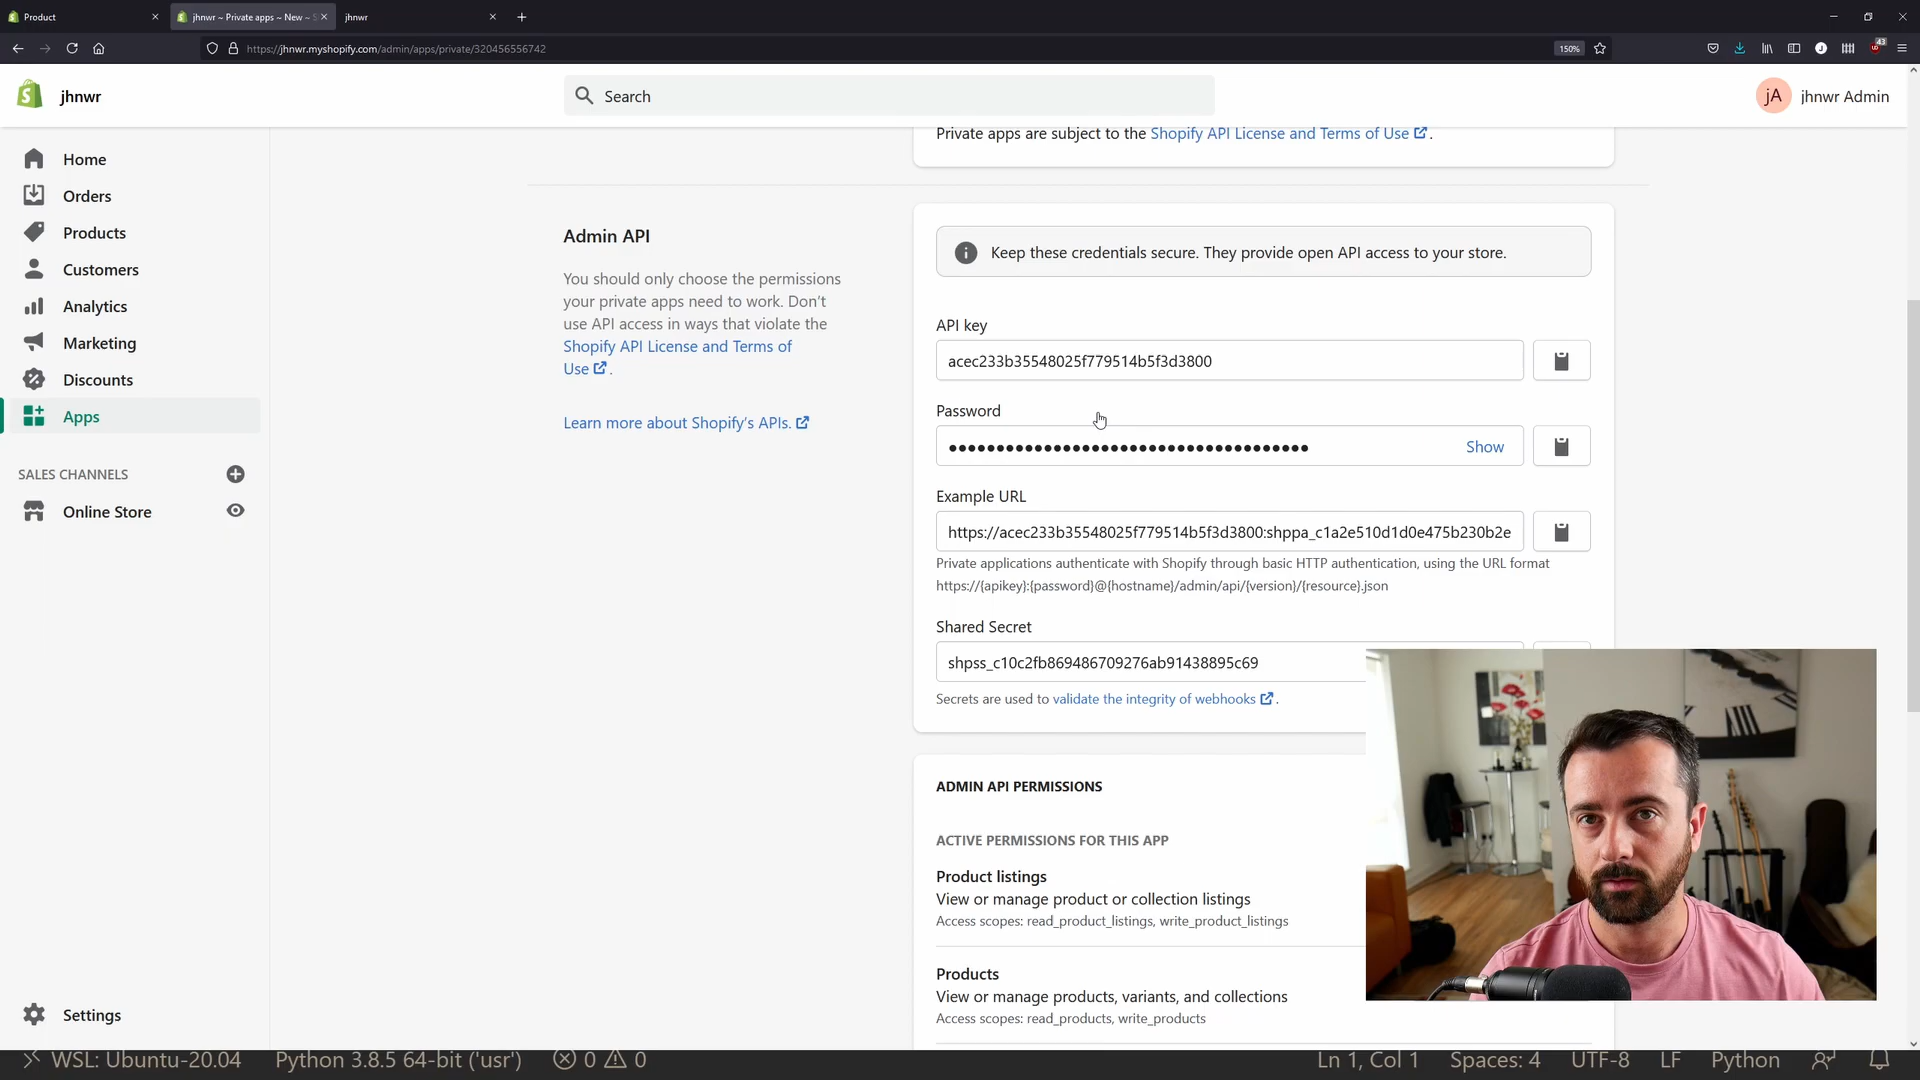 Product
jhnwr ~ Private apps ~ New ~ S
jhnwr
https://jhnwr.myshopify.com/admin/apps/private/320456556742
150%
43
jhnwr
Search
jA
jhnwr Admin
Home
Orders
Products
Customers
Analytics
Marketing
Discounts
Apps
SALES CHANNELS
Online Store
Settings
Private apps are subject to the Shopify API License and Terms of Use.
Admin API
You should only choose the permissions
your private apps need to work. Don't
use API access in ways that violate the
Shopify API License and Terms of
Use.
Learn more about Shopify's APIs.
Keep these credentials secure. They provide open API access to your store.
API key
acec233b35548025f779514b5f3d3800
Password
Show
Example URL
https://acec233b35548025f779514b5f3d3800:shppa_c1a2e510d1d0e475b230b2e
Private applications authenticate with Shopify through basic HTTP authentication, using the URL format
https://{apikey}:{password}@{hostname}/admin/api/{version}/{resource}.json
Shared Secret
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
Secrets are used to validate the integrity of webhooks.
ADMIN API PERMISSIONS
ACTIVE PERMISSIONS FOR THIS APP
Product listings
View or manage product or collection listings
Access scopes: read_product_listings, write_product_listings
Products
View or manage products, variants, and collections
Access scopes: read_products, write_products
WSL: Ubuntu-20.04
Python 3.8.5 64-bit ('usr')
0
0
Ln 1, Col 1
Spaces: 4
UTF-8
LF
Python